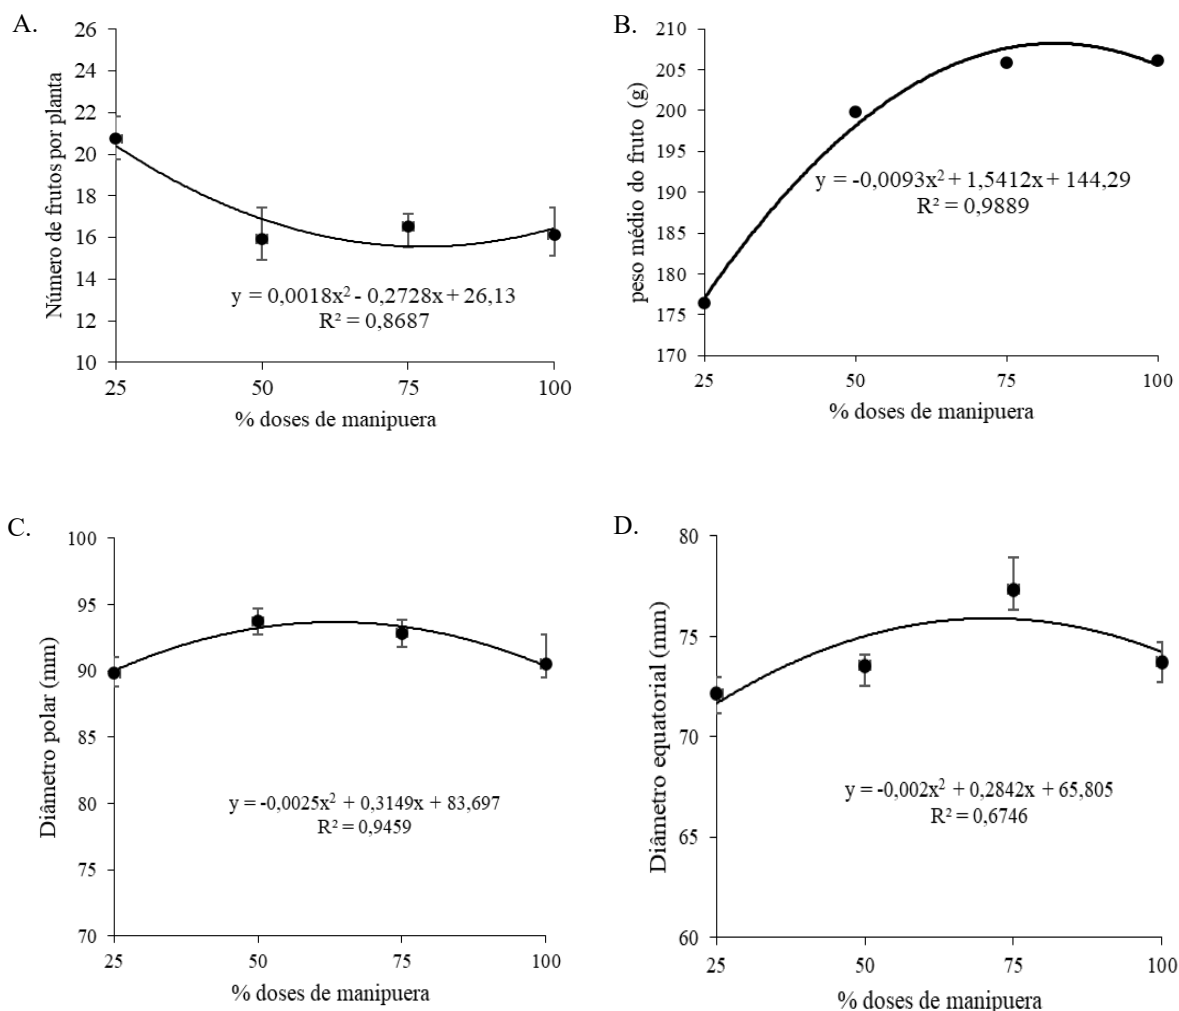 A.
Número de frutos por planta
26
24
22
20
18
16
14
12
10
y = 0,0018x² - 0,2728x + 26,13
R² = 0,8687
25 50 75 100
% doses de manipuera
B.
peso médio do fruto (g)
210
205
200
195
190
185
180
175
170
y = -0,0093x² + 1,5412x + 144,29
R² = 0,9889
25 50 75 100
% doses de manipuera
C.
Diâmetro polar (mm)
100
95
90
85
80
75
70
y = -0,0025x² + 0,3149x + 83,697
R² = 0,9459
25 50 75 100
% doses de manipuera
D.
Diâmetro equatorial (mm)
80
75
70
65
60
y = -0,002x² + 0,2842x + 65,805
R² = 0,6746
25 50 75 100
% doses de manipuera